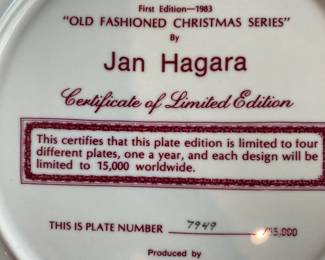 First Edition—1983
"OLD FASHIONED CHRISTMAS SERIES"
By
Jan Hagara
Certificate of Limited Edition
This certifies that this plate edition is limited to four
different plates, one a year, and each design will be
limited to 15,000 worldwide.
THIS IS PLATE NUMBER 7949 /15,000
Produced by